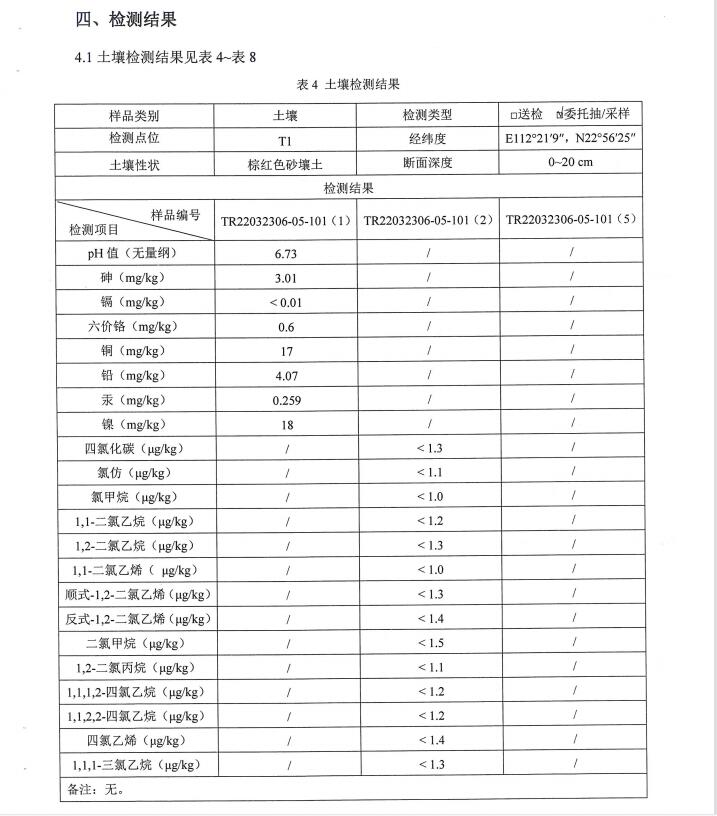 四、检测结果
4.1 土壤检测结果见表 4~表 8
表 4 土壤检测结果
样品类别 土壤 检测类型 □送检 ☑委托抽/采样
检测点位 T1 经纬度 E112°21′9″，N22°56′25″
土壤性状 棕红色砂壤土 断面深度 0~20 cm
检测结果
样品编号 检测项目 TR22032306-05-101（1） TR22032306-05-101（2） TR22032306-05-101（5）
pH 值（无量纲） 6.73 / /
砷（mg/kg） 3.01 / /
镉（mg/kg） ＜0.01 / /
六价铬（mg/kg） 0.6 / /
铜（mg/kg） 17 / /
铅（mg/kg） 4.07 / /
汞（mg/kg） 0.259 / /
镍（mg/kg） 18 / /
四氯化碳（μg/kg） / ＜1.3 /
氯仿（μg/kg） / ＜1.1 /
氯甲烷（μg/kg） / ＜1.0 /
1,1-二氯乙烷（μg/kg） / ＜1.2 /
1,2-二氯乙烷（μg/kg） / ＜1.3 /
1,1-二氯乙烯（ μg/kg） / ＜1.0 /
顺式-1,2-二氯乙烯（μg/kg） / ＜1.3 /
反式-1,2-二氯乙烯（μg/kg） / ＜1.4 /
二氯甲烷（μg/kg） / ＜1.5 /
1,2-二氯丙烷（μg/kg） / ＜1.1 /
1,1,1,2-四氯乙烷（μg/kg） / ＜1.2 /
1,1,2,2-四氯乙烷（μg/kg） / ＜1.2 /
四氯乙烯（μg/kg） / ＜1.4 /
1,1,1-三氯乙烷（μg/kg） / ＜1.3 /
备注：无。